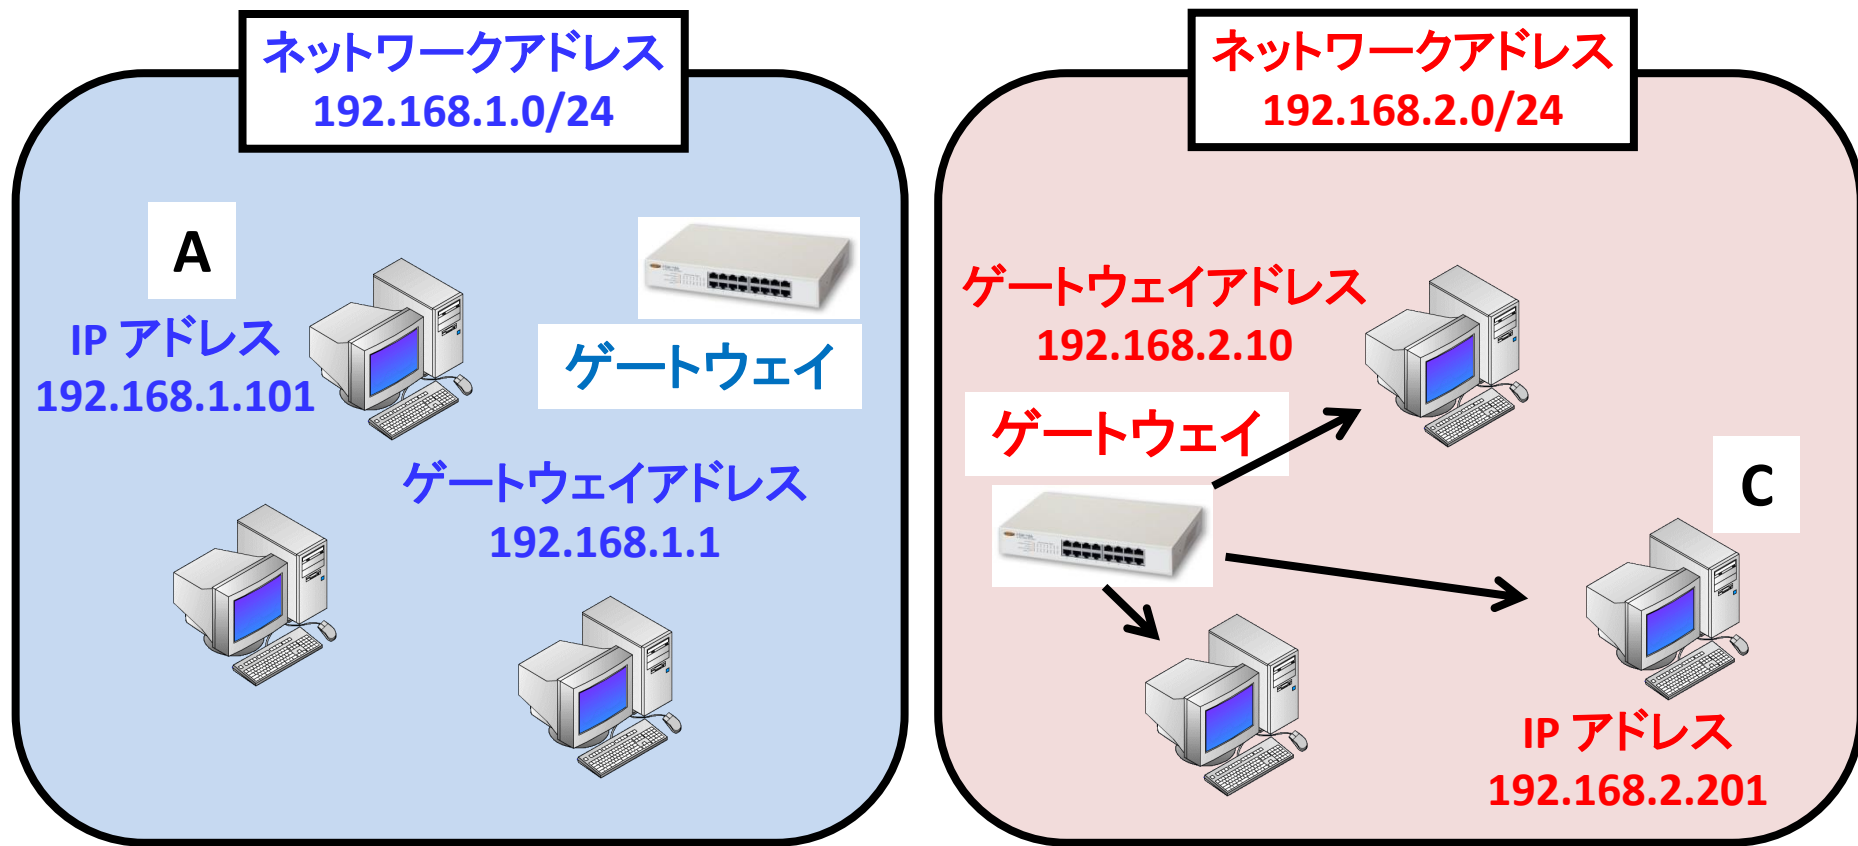 ネットワークアドレス
192.168.1.0/24
A
IP アドレス
192.168.1.101
ゲートウェイ
ゲートウェイアドレス
192.168.1.1
ネットワークアドレス
192.168.2.0/24
ゲートウェイアドレス
192.168.2.10
ゲートウェイ
C
IP アドレス
192.168.2.201